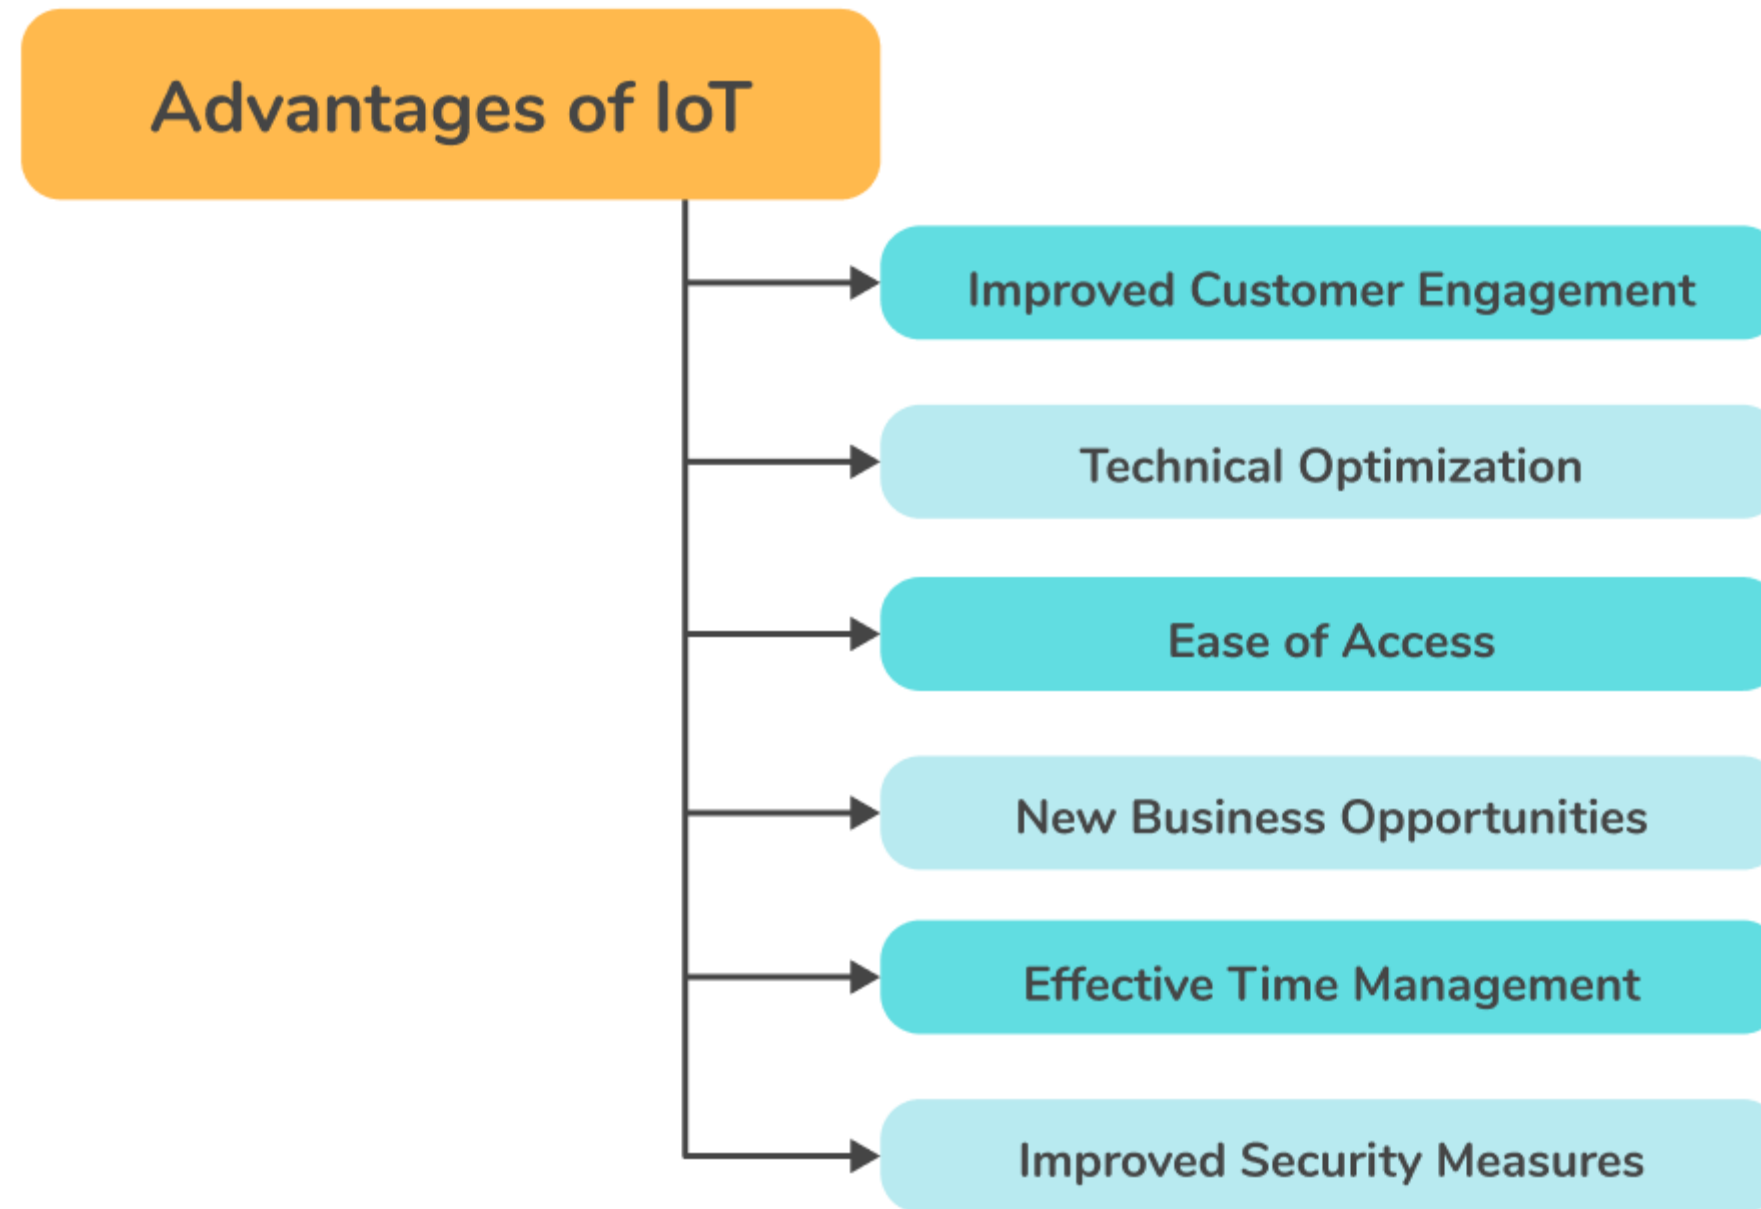 Advantages of IoT
Improved Customer Engagement
Technical Optimization
Ease of Access
New Business Opportunities
Effective Time Management
Improved Security Measures